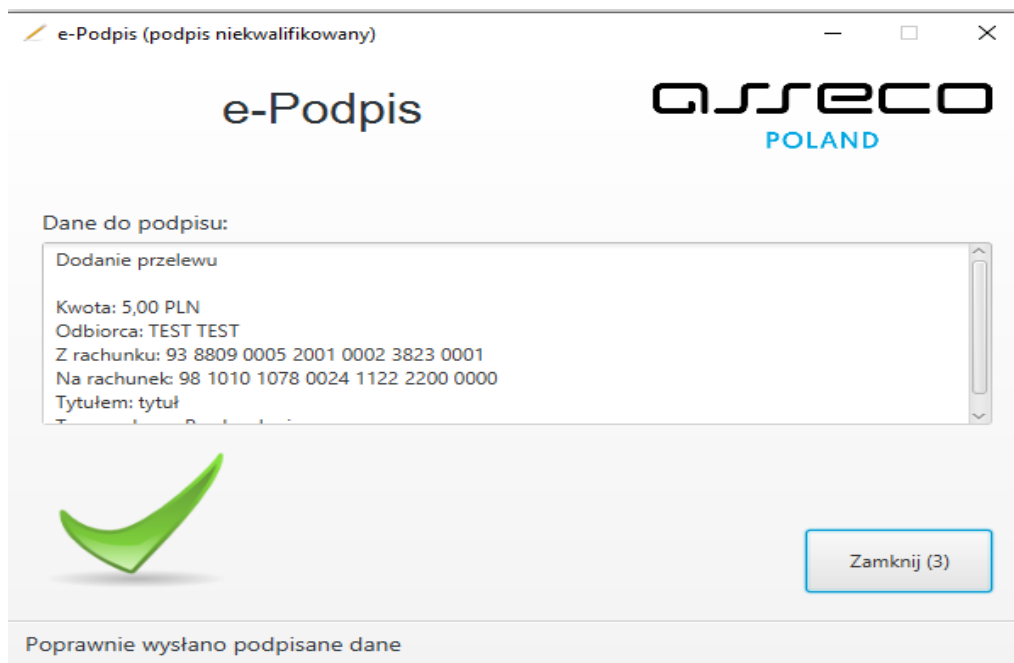 e-Podpis (podpis niekwalifikowany)
e-Podpis
asseco
POLAND
Dane do podpisu:
Dodanie przelewu
Kwota: 5,00 PLN
Odbiorca: TEST TEST
Z rachunku: 93 8809 0005 2001 0002 3823 0001
Na rachunek: 98 1010 1078 0024 1122 2200 0000
Tytułem: tytuł
Zamknij (3)
Poprawnie wysłano podpisane dane